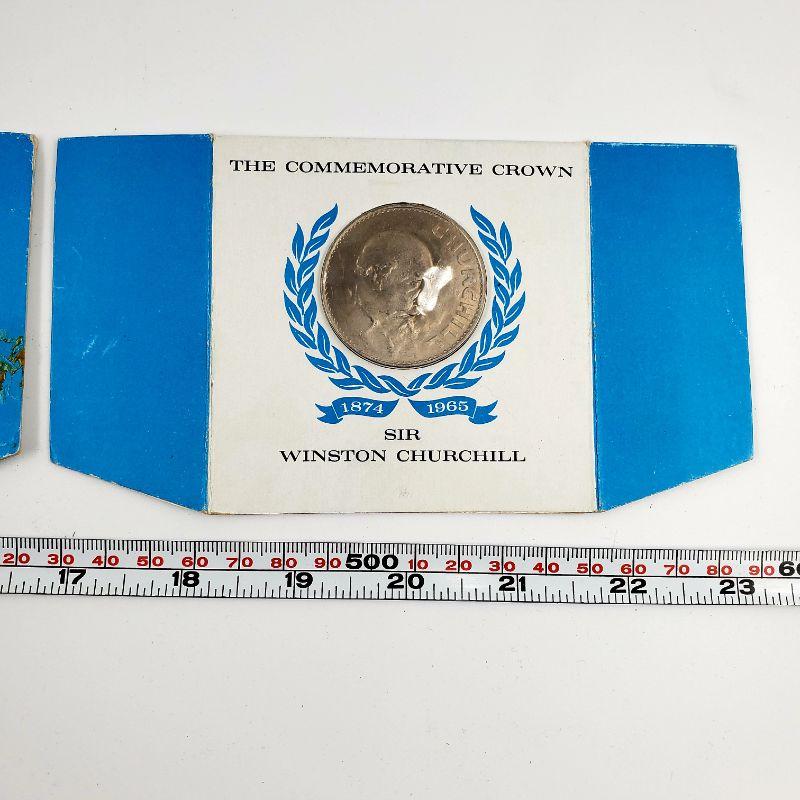 THE COMMEMORATIVE CROWN
CHURCHILL
1874 1965
SIR
WINSTON CHURCHILL
20 30 40 50 60 70 80 90 500 10 20 30 40 50 60 70 80 90 60
17 18 19 20 21 22 23